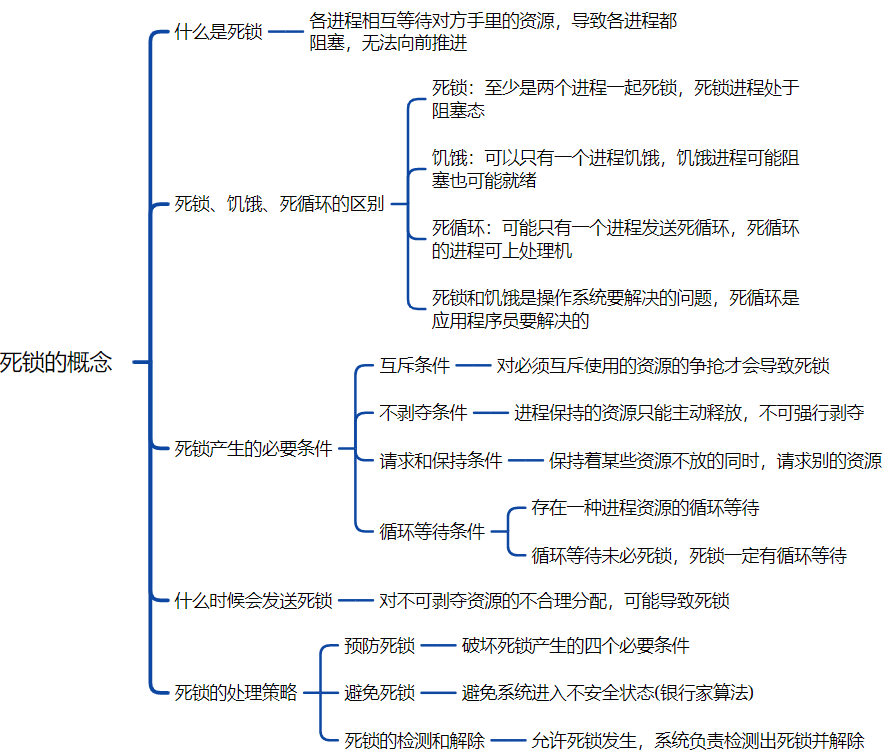 什么是死锁
各进程相互等待对方手里的资源，导致各进程都
阻塞，无法向前推进
死锁：至少是两个进程一起死锁，死锁进程处于
阻塞态
饥饿：可以只有一个进程饥饿，饥饿进程可能阻
塞也可能就绪
死锁、饥饿、死循环的区别
死循环：可能只有一个进程发送死循环，死循环
的进程可上处理机
死锁和饥饿是操作系统要解决的问题，死循环是
应用程序员要解决的
死锁的概念
互斥条件
对必须互斥使用的资源的争抢才会导致死锁
不剥夺条件
进程保持的资源只能主动释放，不可强行剥夺
死锁产生的必要条件
请求和保持条件
保持着某些资源不放的同时，请求别的资源
循环等待条件
存在一种进程资源的循环等待
循环等待未必死锁，死锁一定有循环等待
什么时候会发送死锁
对不可剥夺资源的不合理分配，可能导致死锁
死锁的处理策略
预防死锁
破坏死锁产生的四个必要条件
避免死锁
避免系统进入不安全状态(银行家算法)
死锁的检测和解除
允许死锁发生，系统负责检测出死锁并解除